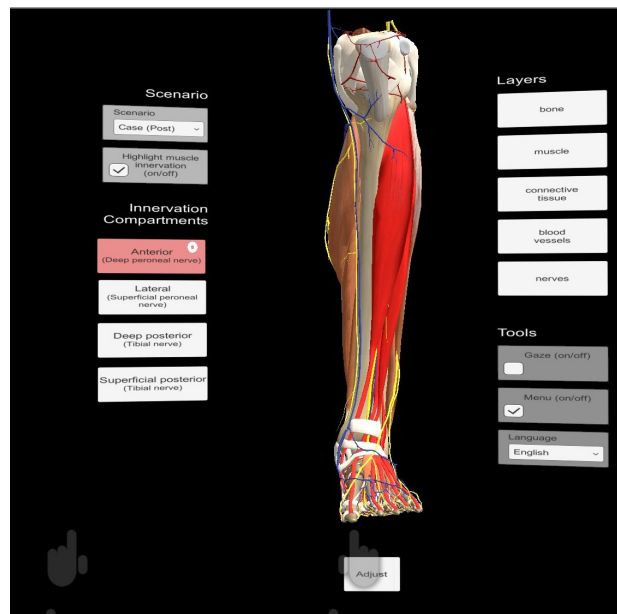 Scenario
Scenario
Case (Post)
Highlight muscle
innervation
(on/off)
Innervation
Compartments
Anterior
(Deep peroneal nerve)
Lateral
(Superficial peroneal
nerve)
Deep posterior
(Tibial nerve)
Superficial posterior
(Tibial nerve)
Layers
bone
muscle
connective
tissue
blood
vessels
nerves
Tools
Gaze (on/off)
Menu (on/off)
Language
English
Adjust